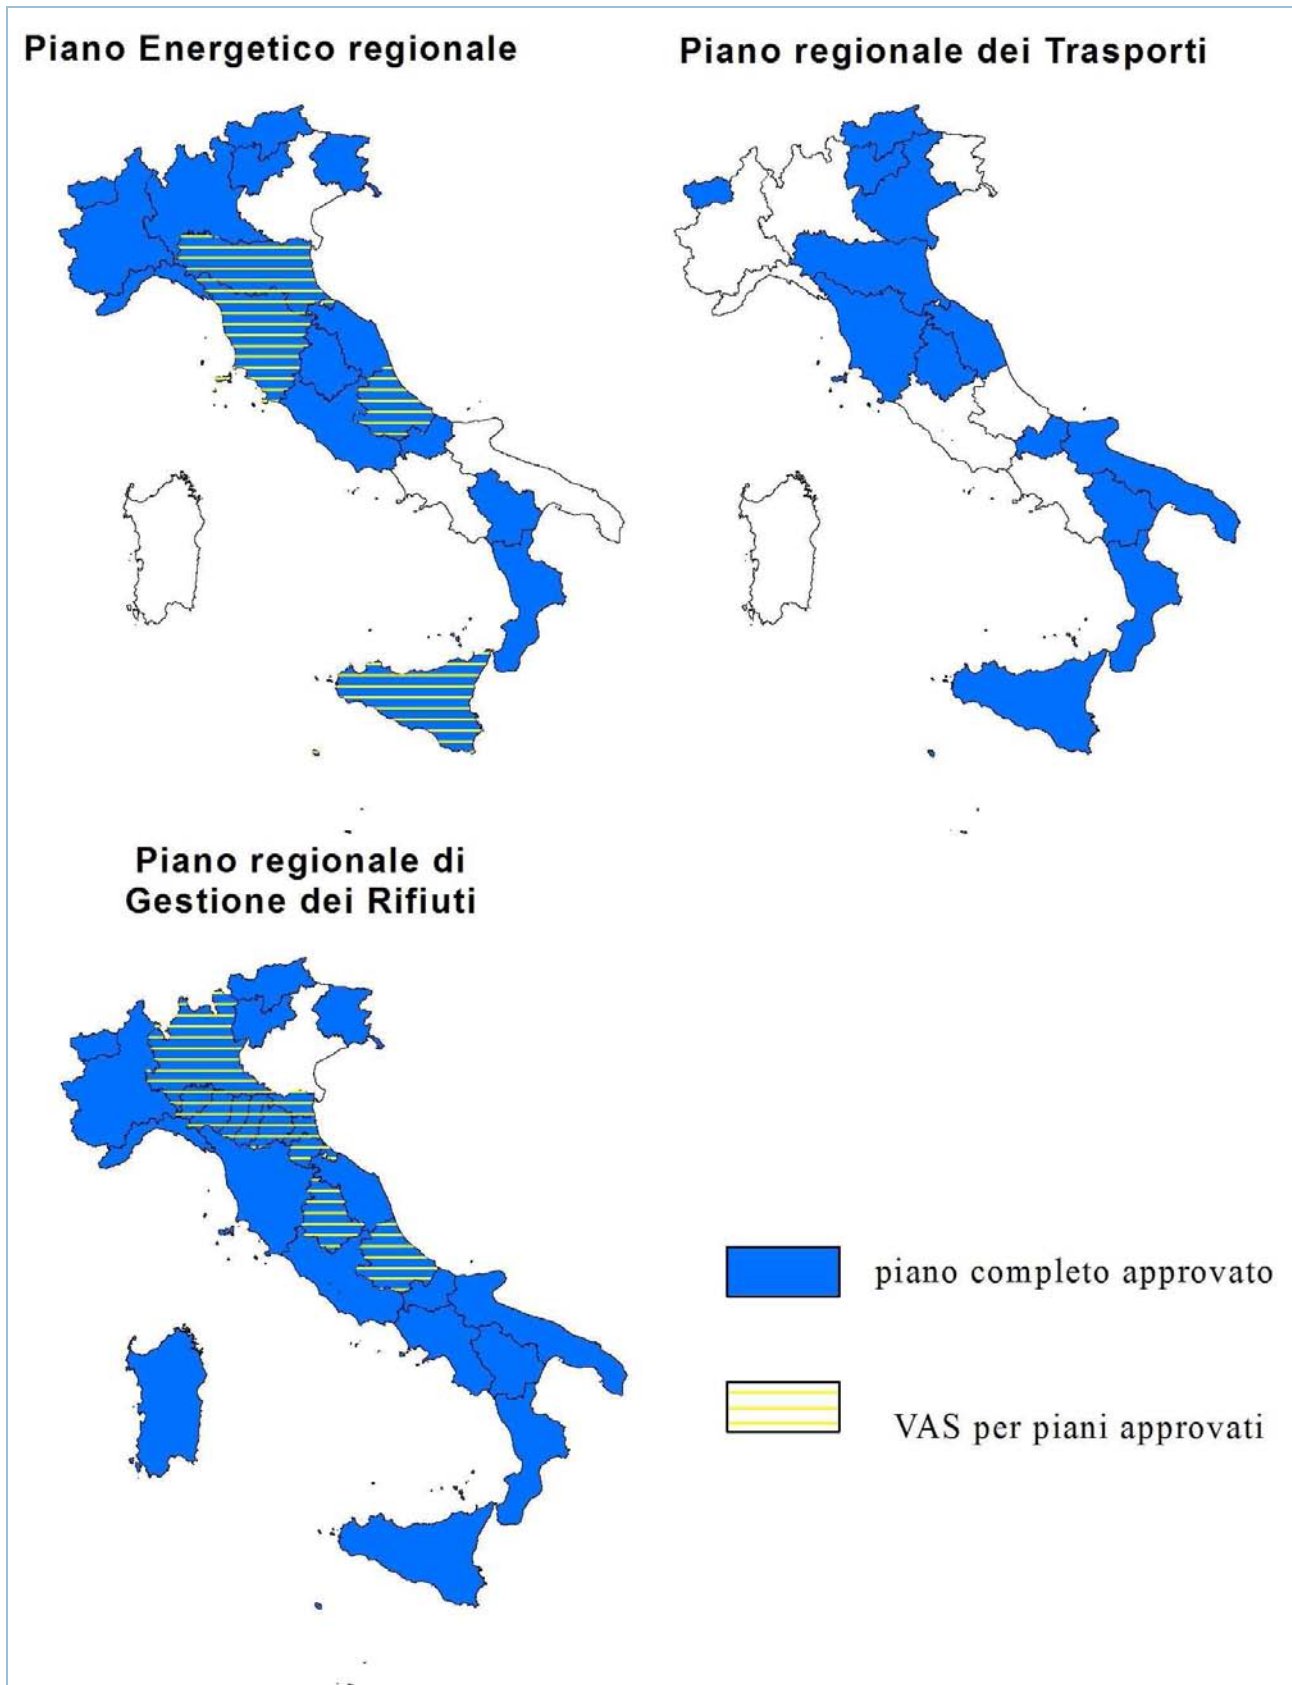 Piano Energetico regionale
Piano regionale dei Trasporti
Piano regionale di
Gestione dei Rifiuti
piano completo approvato
VAS per piani approvati